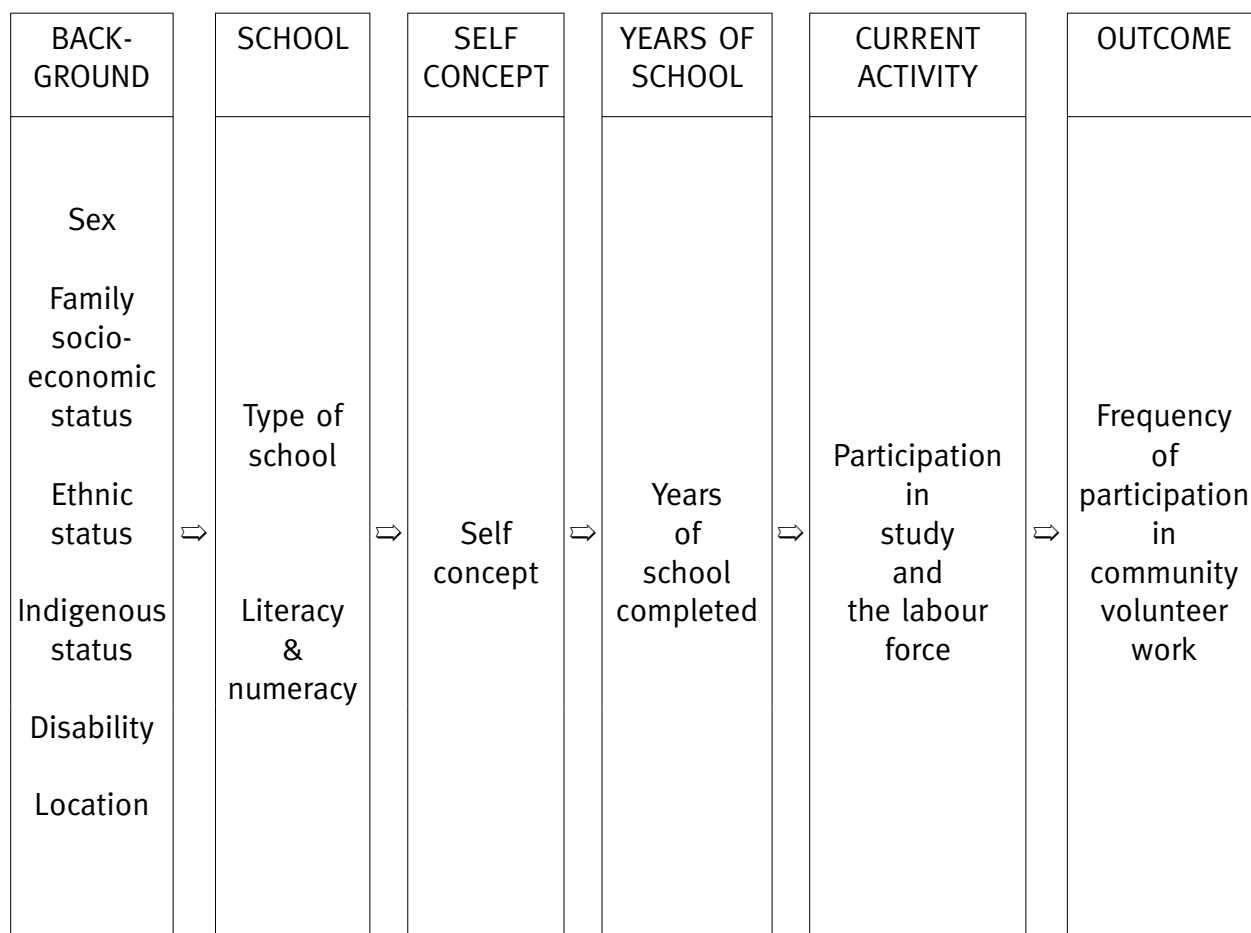 BACK-
GROUND
Sex
Family
socio-
economic
status
Ethnic
status
Indigenous
status
Disability
Location
⇨
SCHOOL
Type of
school
Literacy
&
numeracy
⇨
SELF
CONCEPT
Self
concept
⇨
YEARS OF
SCHOOL
Years
of
school
completed
⇨
CURRENT
ACTIVITY
Participation
in
study
and
the labour
force
⇨
OUTCOME
Frequency
of
participation
in
community
volunteer
work